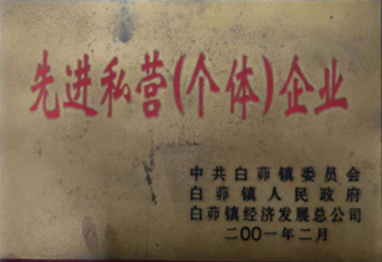 先进私营(个体)企业
中共白茆镇委员会
白茆镇人民政府
白茆镇经济发展总公司
二〇〇一年二月